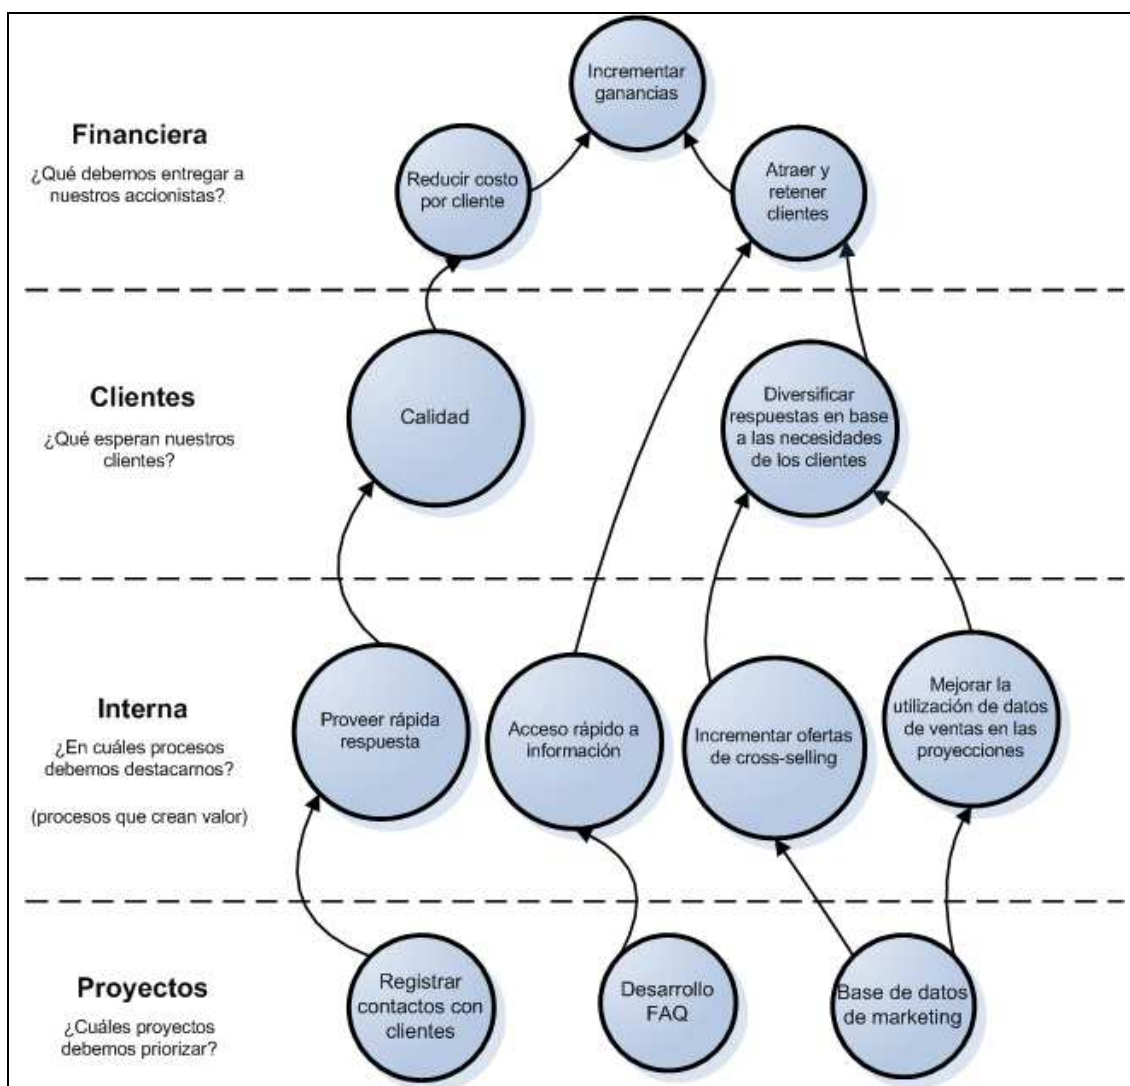 Financiera
¿Qué debemos entregar a
nuestros accionistas?
Incrementar
ganancias
Reducir costo
por cliente
Atraer y
retener
clientes
Clientes
¿Qué esperan nuestros
clientes?
Calidad
Diversificar
respuestas en base
a las necesidades
de los clientes
Interna
¿En cuáles procesos
debemos destacarnos?
(procesos que crean valor)
Proveer rápida
respuesta
Acceso rápido a
información
Incrementar ofertas
de cross-selling
Mejorar la
utilización de datos
de ventas en las
proyecciones
Proyectos
¿Cuáles proyectos
debemos priorizar?
Registrar
contactos con
clientes
Desarrollo
FAQ
Base de datos
de marketing